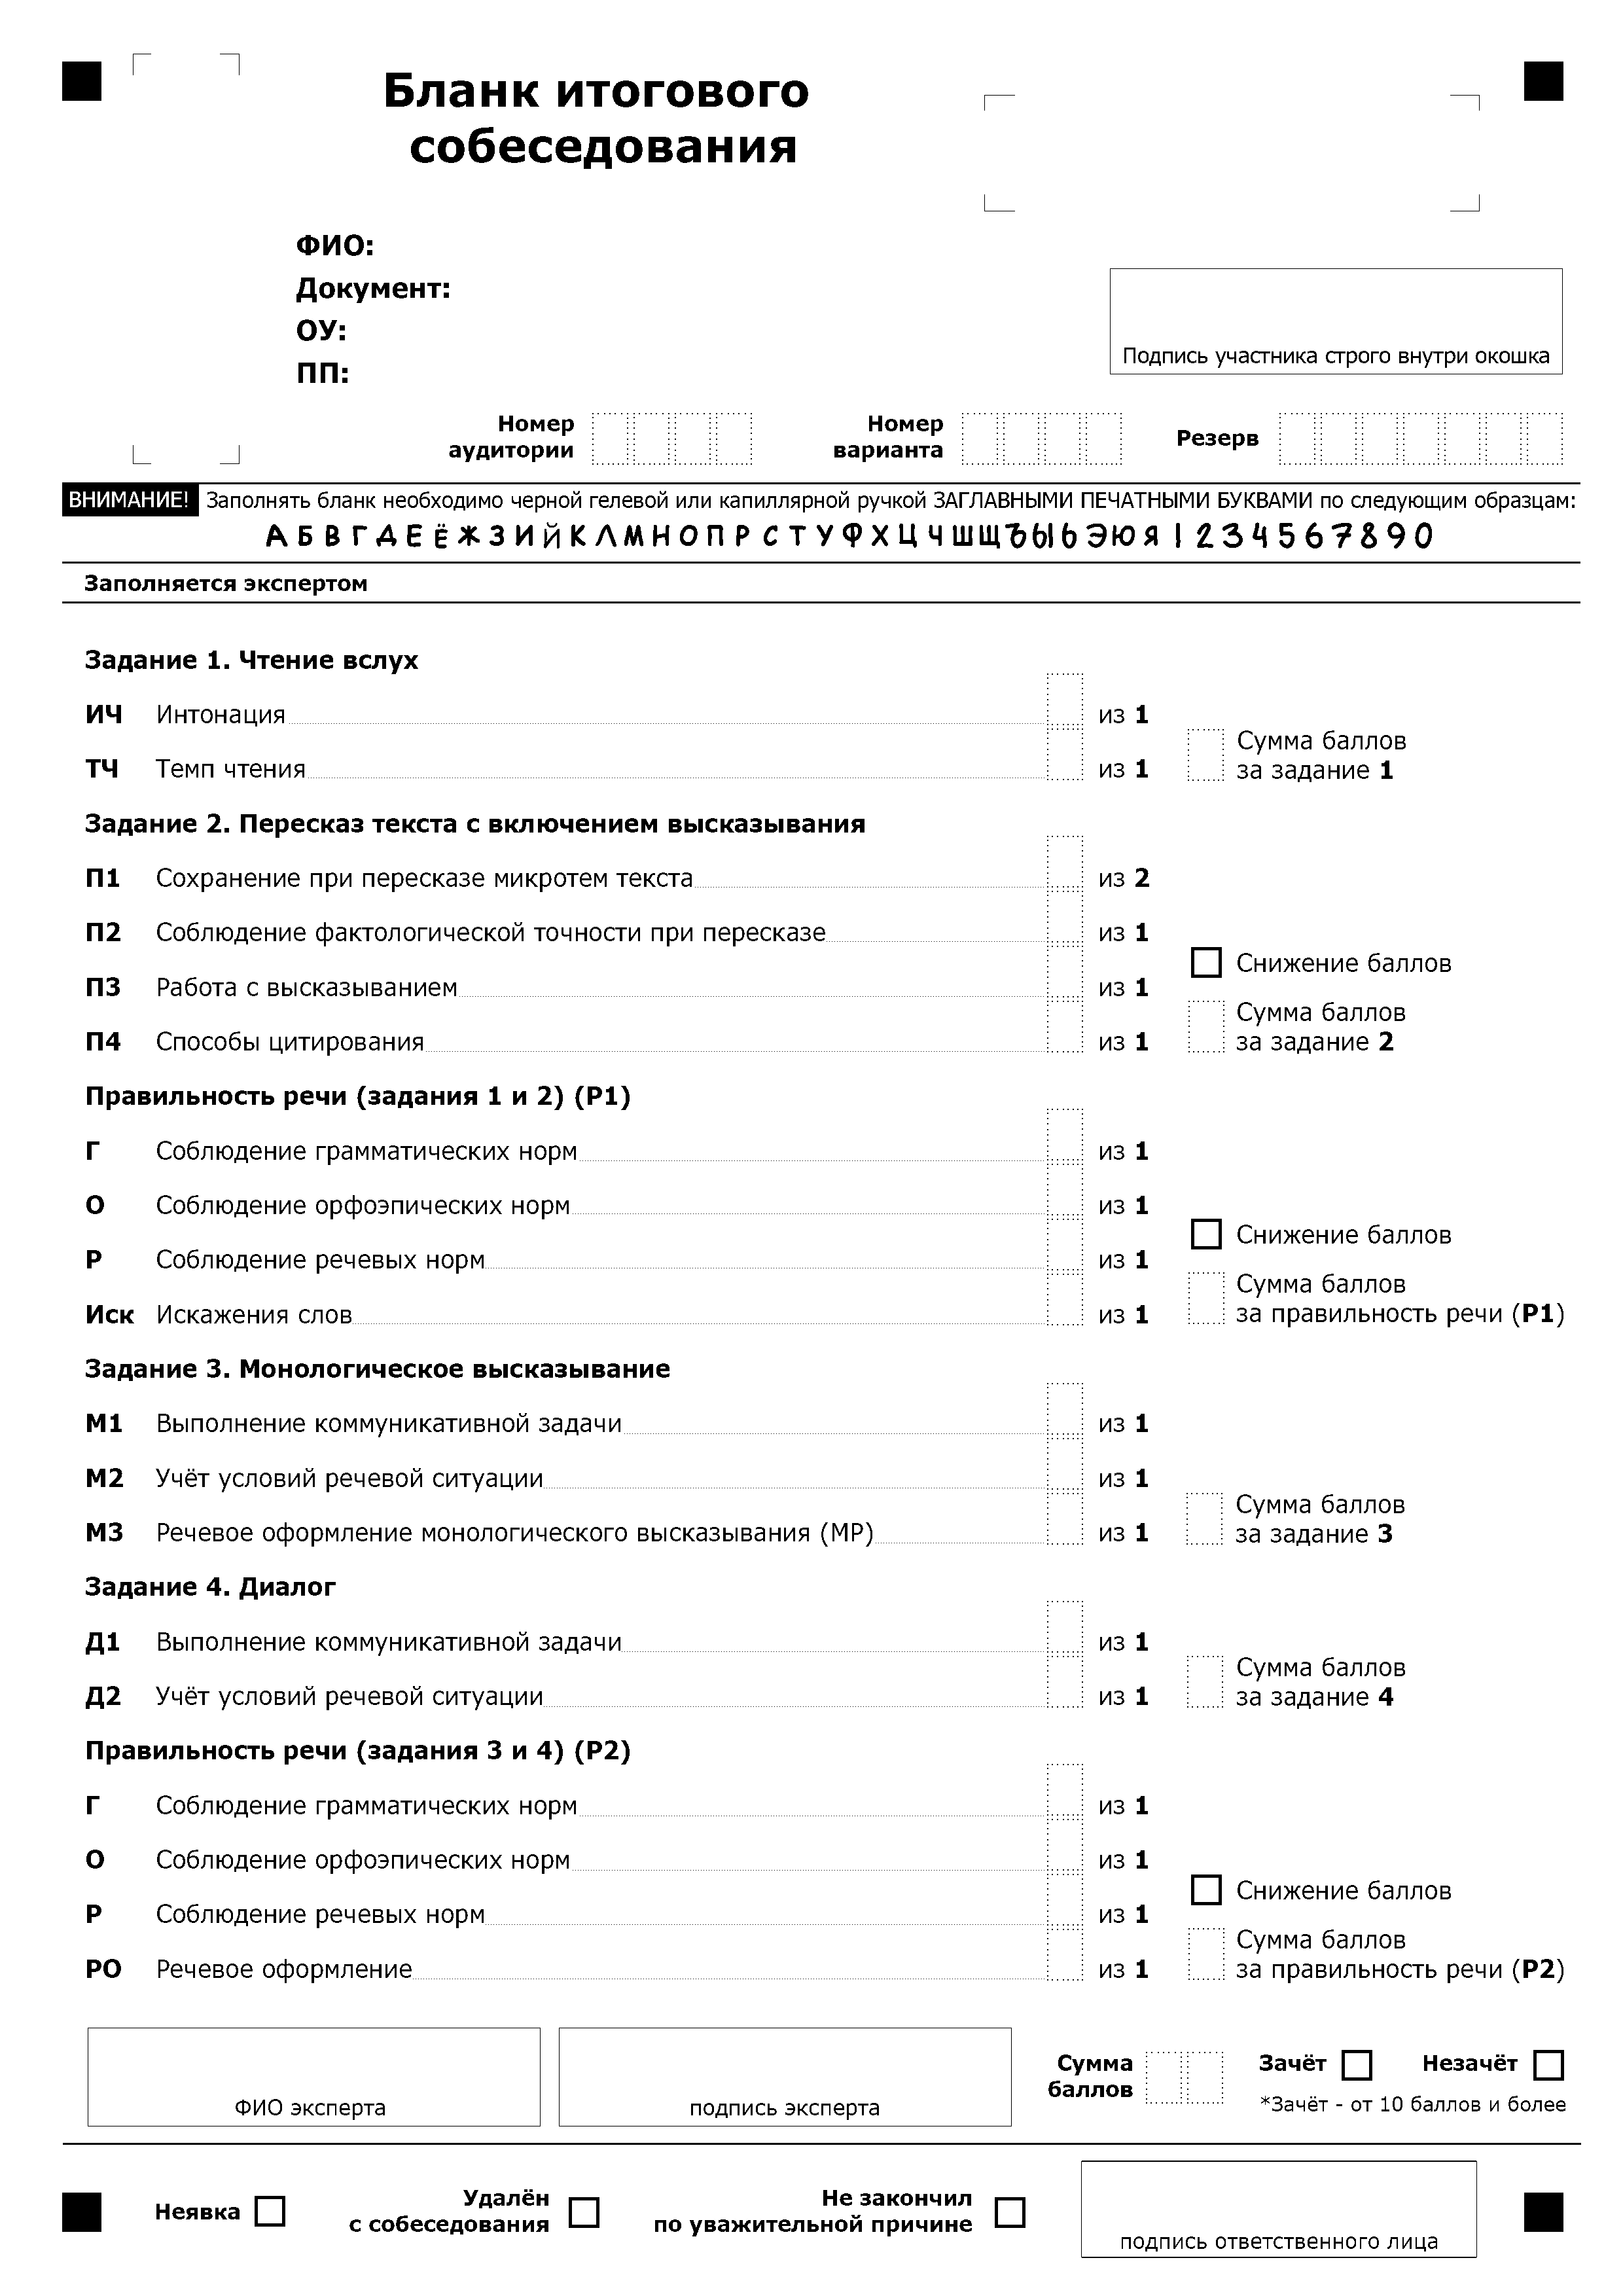 Бланк итогового
собеседования
ФИО:
Документ:
ОУ:
ПП:
Подпись участника строго внутри окошка
Номер
аудитории
Номер
варианта
Резерв
ВНИМАНИЕ! Заполнять бланк необходимо черной гелевой или капиллярной ручкой ЗАГЛАВНЫМИ ПЕЧАТНЫМИ БУКВАМИ по следующим образцам:
А Б В Г Д Е Ё Ж З И Й К Л М Н О П Р С Т У Ф Х Ц Ч Ш Щ Ъ Ы Ь Э Ю Я 1 2 3 4 5 6 7 8 9 0
Заполняется экспертом
Задание 1. Чтение вслух
ИЧ Интонация из 1
ТЧ Темп чтения из 1
Сумма баллов
за задание 1
Задание 2. Пересказ текста с включением высказывания
П1 Сохранение при пересказе микротем текста из 2
П2 Соблюдение фактологической точности при пересказе из 1
П3 Работа с высказыванием из 1
П4 Способы цитирования из 1
Снижение баллов
Сумма баллов
за задание 2
Правильность речи (задания 1 и 2) (Р1)
Г Соблюдение грамматических норм из 1
О Соблюдение орфоэпических норм из 1
Р Соблюдение речевых норм из 1
Иск Искажения слов из 1
Снижение баллов
Сумма баллов
за правильность речи (Р1)
Задание 3. Монологическое высказывание
М1 Выполнение коммуникативной задачи из 1
М2 Учёт условий речевой ситуации из 1
М3 Речевое оформление монологического высказывания (МР) из 1
Сумма баллов
за задание 3
Задание 4. Диалог
Д1 Выполнение коммуникативной задачи из 1
Д2 Учёт условий речевой ситуации из 1
Сумма баллов
за задание 4
Правильность речи (задания 3 и 4) (Р2)
Г Соблюдение грамматических норм из 1
О Соблюдение орфоэпических норм из 1
Р Соблюдение речевых норм из 1
РО Речевое оформление из 1
Снижение баллов
Сумма баллов
за правильность речи (Р2)
ФИО эксперта
подпись эксперта
Сумма
баллов
Зачёт
Незачёт
*Зачёт - от 10 баллов и более
Неявка
Удалён
с собеседования
Не закончил
по уважительной причине
подпись ответственного лица